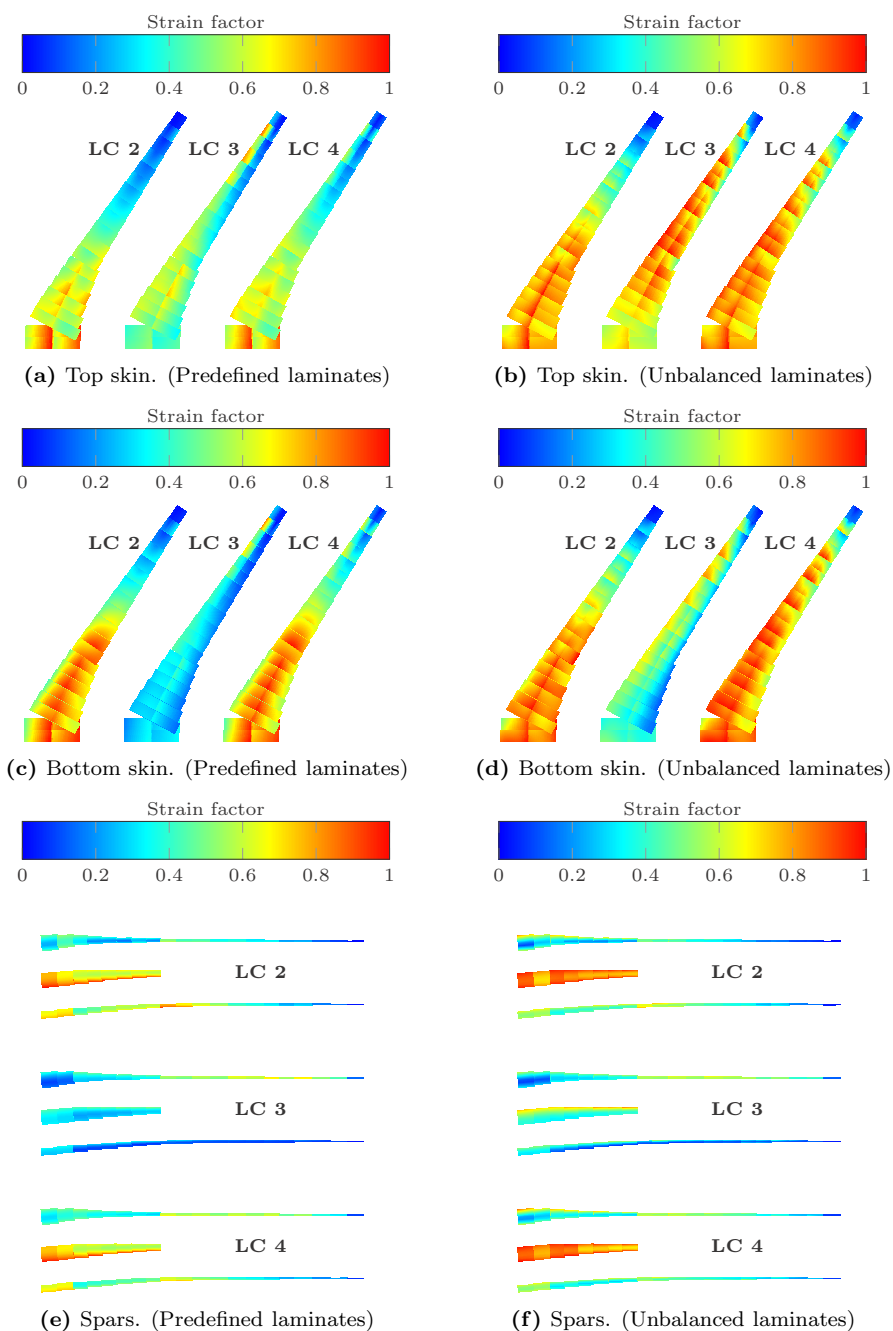 Strain factor
Strain factor
0 0.2 0.4 0.6 0.8 1
0 0.2 0.4 0.6 0.8 1
LC 2 LC 3 LC 4
LC 2 LC 3 LC 4
(a) Top skin. (Predefined laminates)
(b) Top skin. (Unbalanced laminates)
Strain factor
Strain factor
0 0.2 0.4 0.6 0.8 1
0 0.2 0.4 0.6 0.8 1
LC 2 LC 3 LC 4
LC 2 LC 3 LC 4
(c) Bottom skin. (Predefined laminates)
(d) Bottom skin. (Unbalanced laminates)
Strain factor
Strain factor
0 0.2 0.4 0.6 0.8 1
0 0.2 0.4 0.6 0.8 1
LC 2
LC 2
LC 3
LC 3
LC 4
LC 4
(e) Spars. (Predefined laminates)
(f) Spars. (Unbalanced laminates)